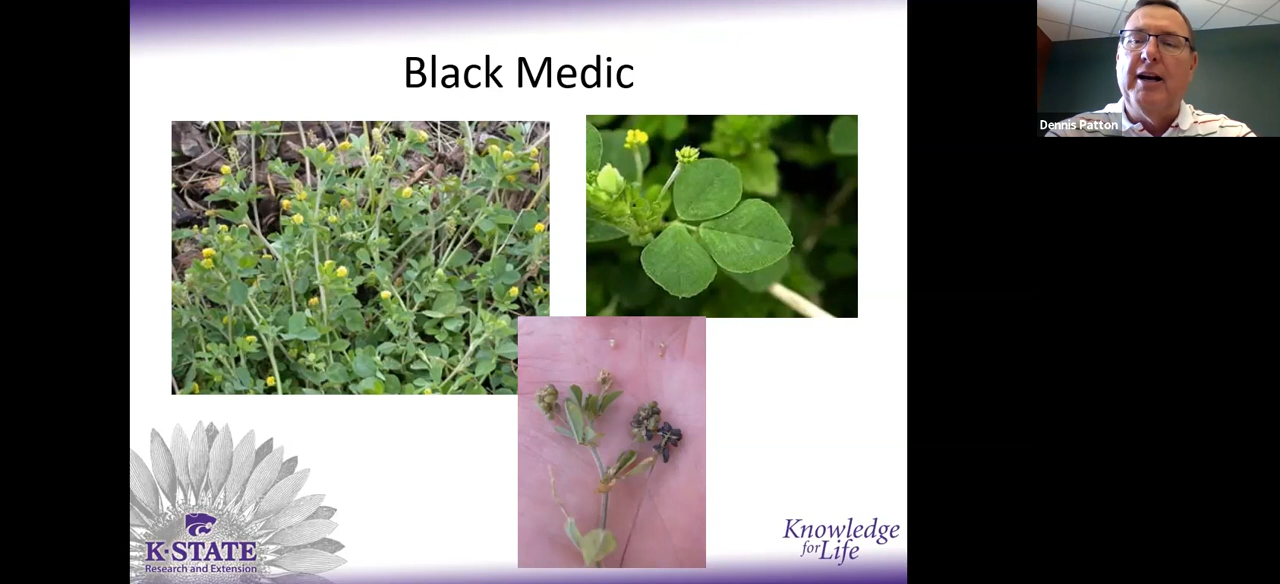 Black Medic
Dennis Patton
K-STATE
Research and Extension
Knowledge
for Life